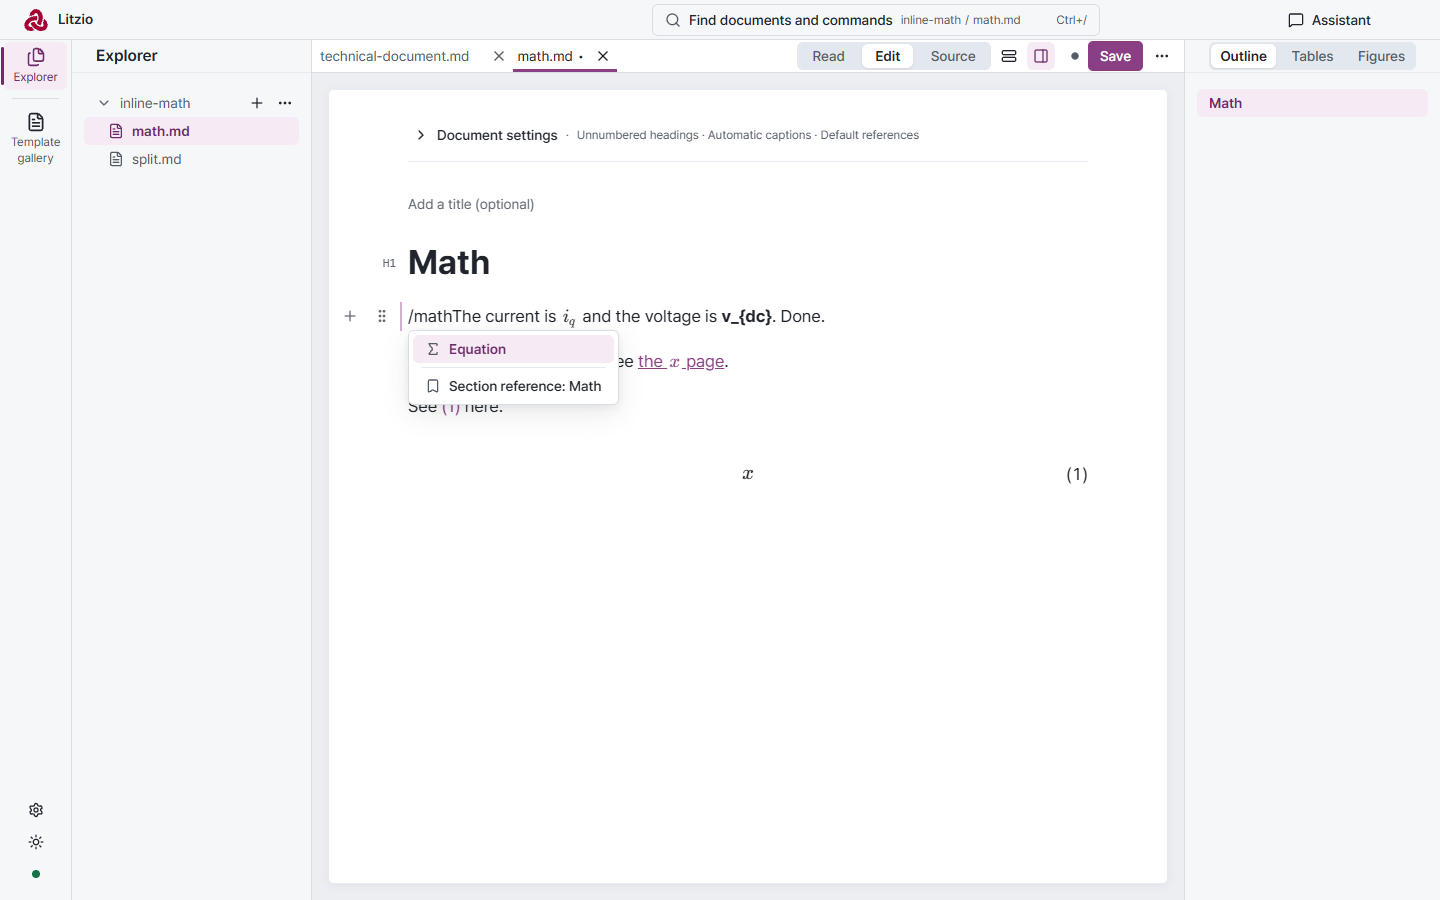 Litzio
Find documents and commands inline-math / math.md Ctrl+/
Assistant
Explorer
Template
gallery
Explorer
inline-math
math.md
split.md
technical-document.md
math.md •
Read Edit Source
Save
Outline Tables Figures
Math
Document settings · Unnumbered headings · Automatic captions · Default references
Add a title (optional)
H1 Math
/mathThe current is i_q and the voltage is v_{dc}. Done.
Equation
Section reference: Math
the x page.
See (1) here.
x (1)